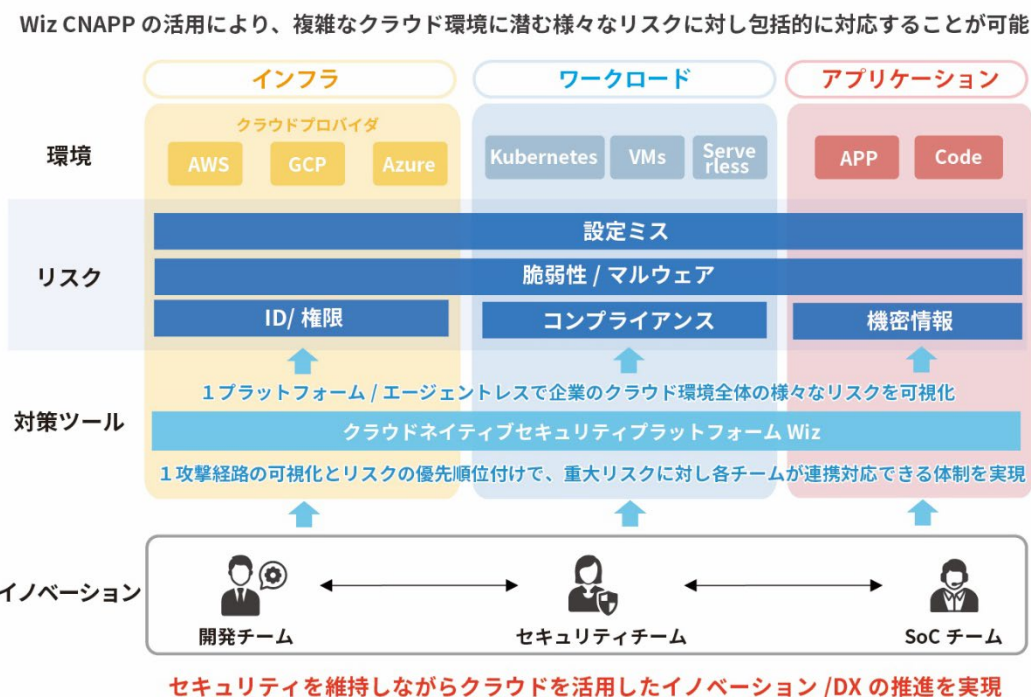 Wiz CNAPP の活用により、複雑なクラウド環境に潜む様々なリスクに対し包括的に対応することが可能
インフラ
ワークロード
アプリケーション
環境
クラウドプロバイダ
AWS
GCP
Azure
Kubernetes
VMs
Serve
rless
APP
Code
リスク
設定ミス
脆弱性 / マルウェア
ID/ 権限
コンプライアンス
機密情報
対策ツール
1プラットフォーム / エージェントレスで企業のクラウド環境全体の様々なリスクを可視化
クラウドネイティブセキュリティプラットフォーム Wiz
1攻撃経路の可視化とリスクの優先順位付けで、重大リスクに対し各チームが連携対応できる体制を実現
イノベーション
開発チーム
セキュリティチーム
SoC チーム
セキュリティを維持しながらクラウドを活用したイノベーション /DX の推進を実現